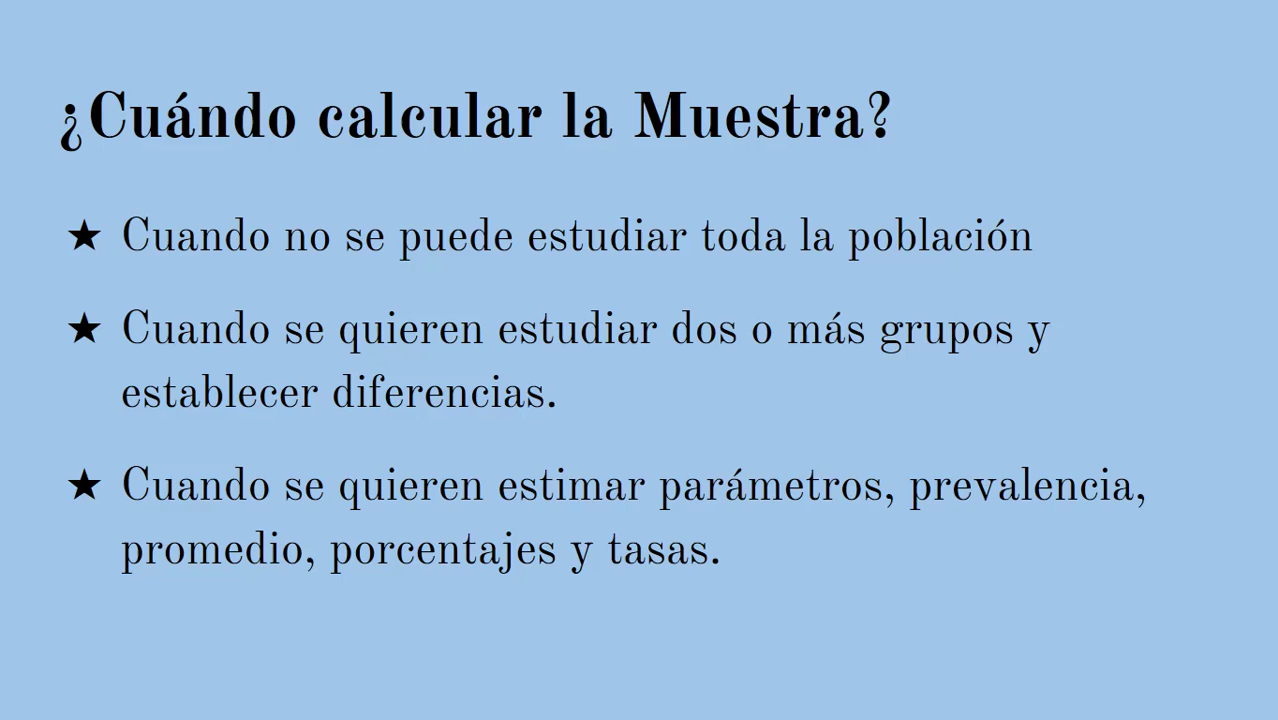 ¿Cuándo calcular la Muestra?
★ Cuando no se puede estudiar toda la población
★ Cuando se quieren estudiar dos o más grupos y
establecer diferencias.
★ Cuando se quieren estimar parámetros, prevalencia,
promedio, porcentajes y tasas.